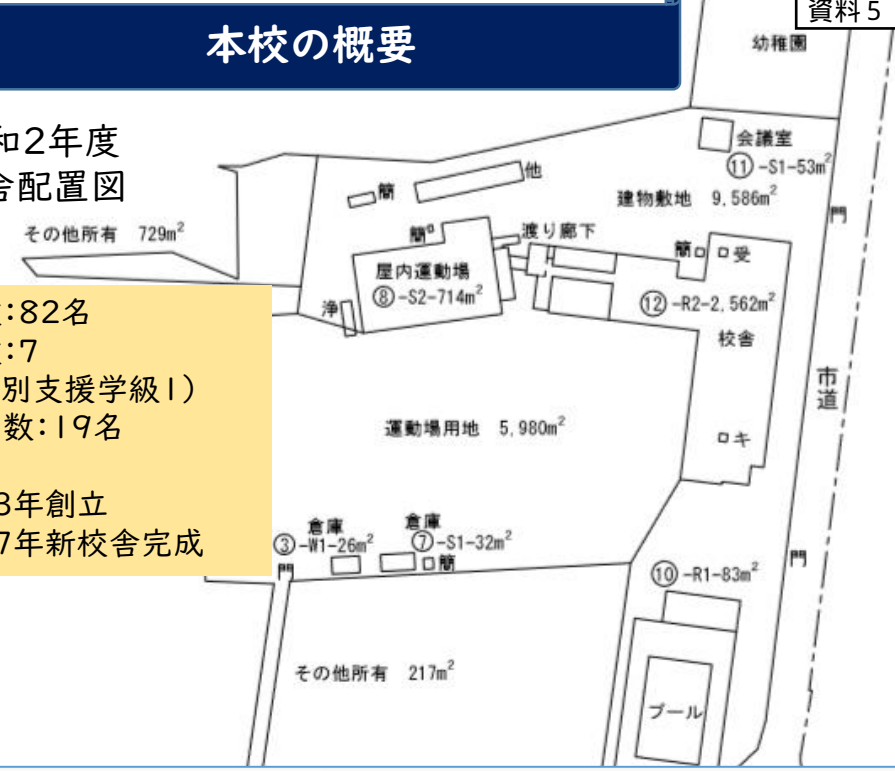 資料5
本校の概要
幼稚園
和2年度
舎配置図
会議室
⑪-S1-53m²
他
簡
建物敷地 9,586m²
その他所有 729m²
門
簡
渡り廊下
簡
受
屋内運動場
⑧-S2-714m²
⑫-R2-2,562m²
浄
校舎
:82名
:7
別支援学級1)
数:19名
3年創立
7年新校舎完成
市道
運動場用地 5,980m²
キ
倉庫
③-W1-26m²
倉庫
⑦-S1-32m²
簡
門
門
⑩-R1-83m²
その他所有 217m²
プール